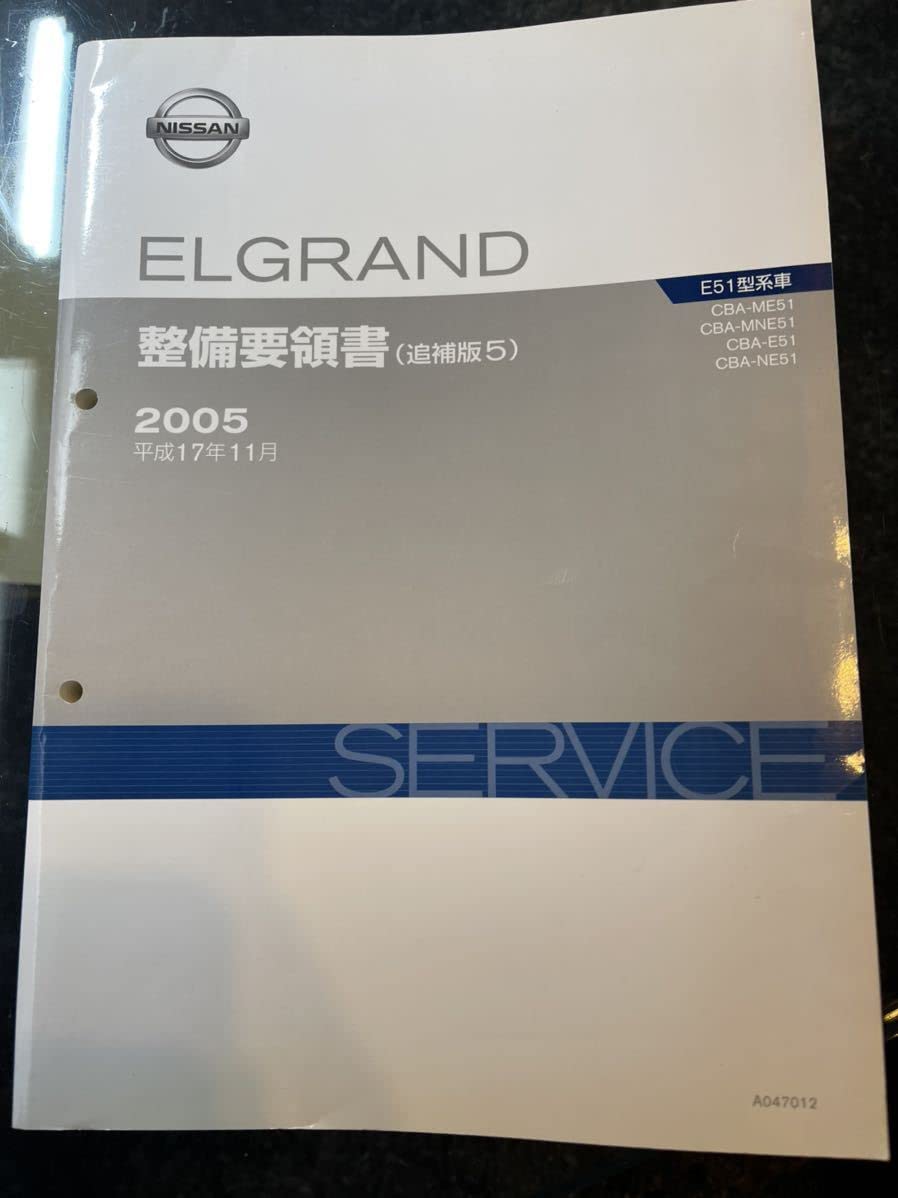 NISSAN
ELGRAND
E51型系車
CBA-ME51
CBA-MNE51
CBA-E51
CBA-NE51
整備要領書(追補版5)
2005
平成17年11月
SERVICE
A047012